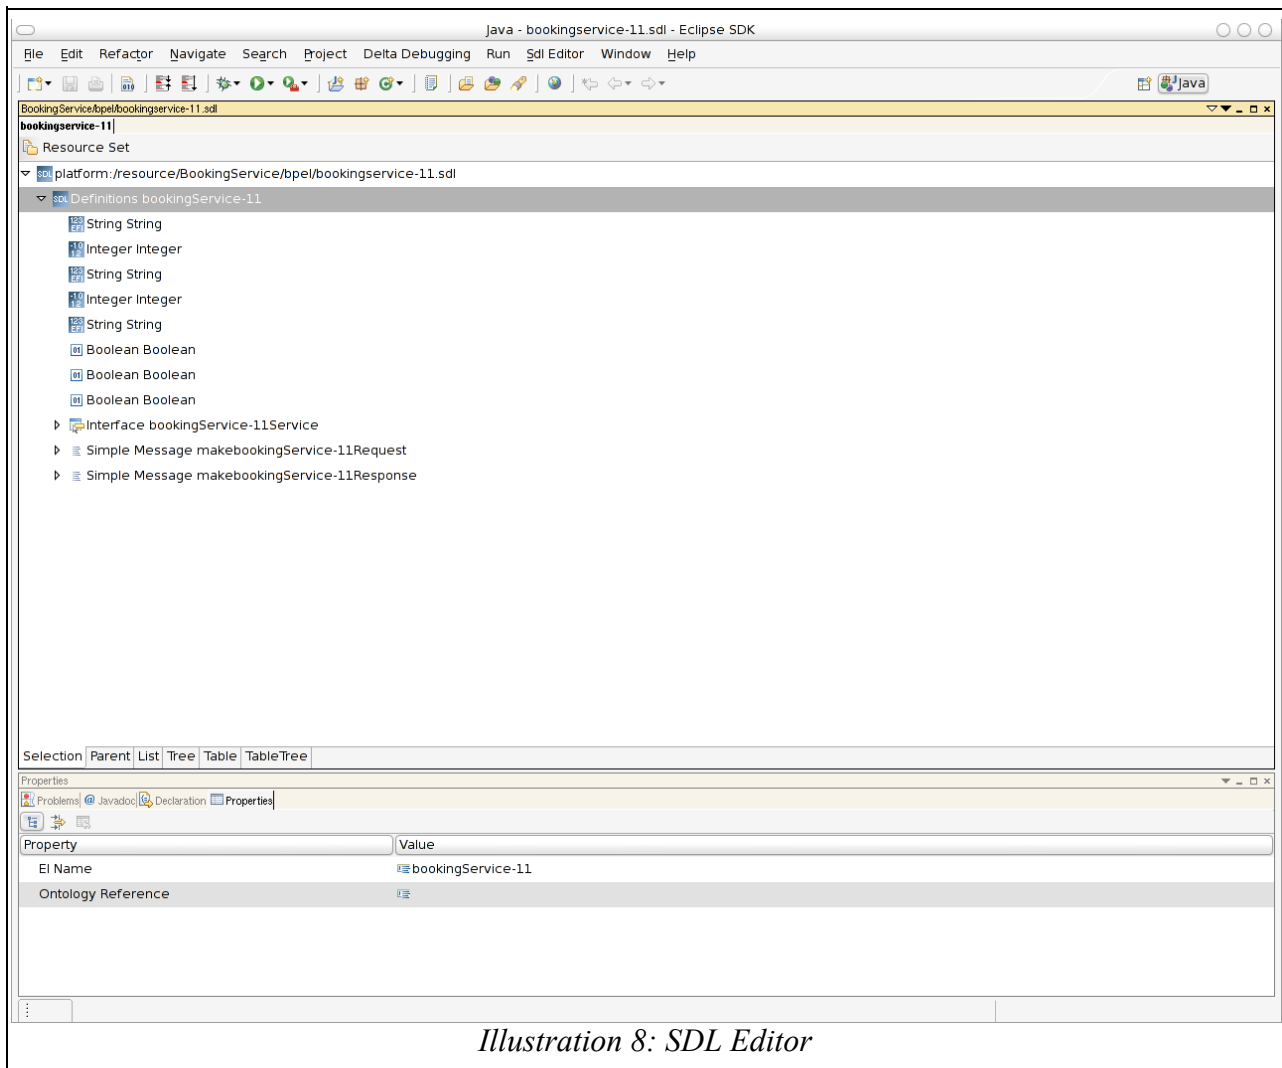 Java - bookingservice-11.sdl - Eclipse SDK
File Edit Refactor Navigate Search Project Delta Debugging Run Sdl Editor Window Help
Java
BookingService/bpel/bookingservice-11.sdl
bookingservice-11
Resource Set
platform:/resource/BookingService/bpel/bookingservice-11.sdl
Definitions bookingService-11
String String
Integer Integer
String String
Integer Integer
String String
Boolean Boolean
Boolean Boolean
Boolean Boolean
Interface bookingService-11Service
Simple Message makebookingService-11Request
Simple Message makebookingService-11Response
Selection Parent List Tree Table TableTree
Properties
Problems @ Javadoc Declaration Properties
Property Value
El Name bookingService-11
Ontology Reference
Illustration 8: SDL Editor